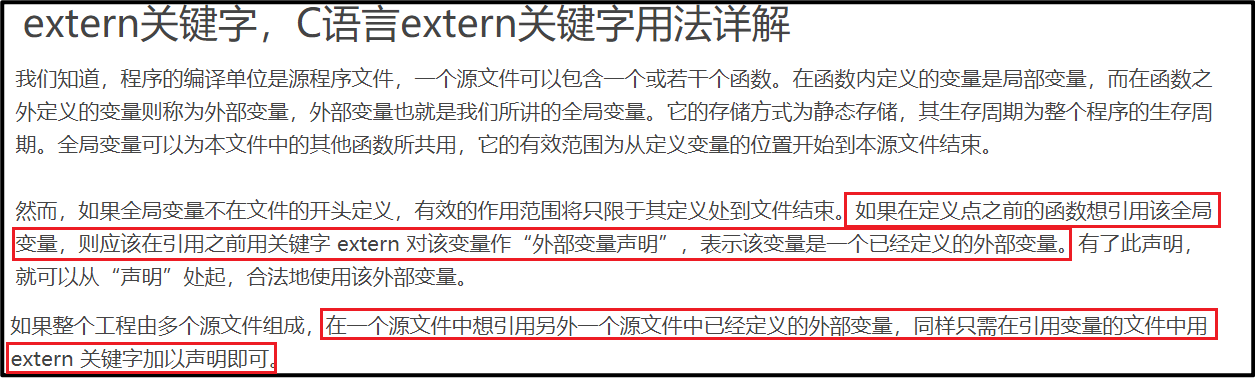 extern关键字，C语言extern关键字用法详解
我们知道，程序的编译单位是源程序文件，一个源文件可以包含一个或若干个函数。在函数内定义的变量是局部变量，而在函数之
外定义的变量则称为外部变量，外部变量也就是我们所讲的全局变量。它的存储方式为静态存储，其生存周期为整个程序的生存周
期。全局变量可以为本文件中的其他函数所共用，它的有效范围为从定义变量的位置开始到本源文件结束。
然而，如果全局变量不在文件的开头定义，有效的作用范围将只限于其定义处到文件结束。如果在定义点之前的函数想引用该全局
变量，则应该在引用之前用关键字 extern 对该变量作“外部变量声明”，表示该变量是一个已经定义的外部变量。有了此声明，
就可以从“声明”处起，合法地使用该外部变量。
如果整个工程由多个源文件组成，在一个源文件中想引用另外一个源文件中已经定义的外部变量，同样只需在引用变量的文件中用
extern 关键字加以声明即可。